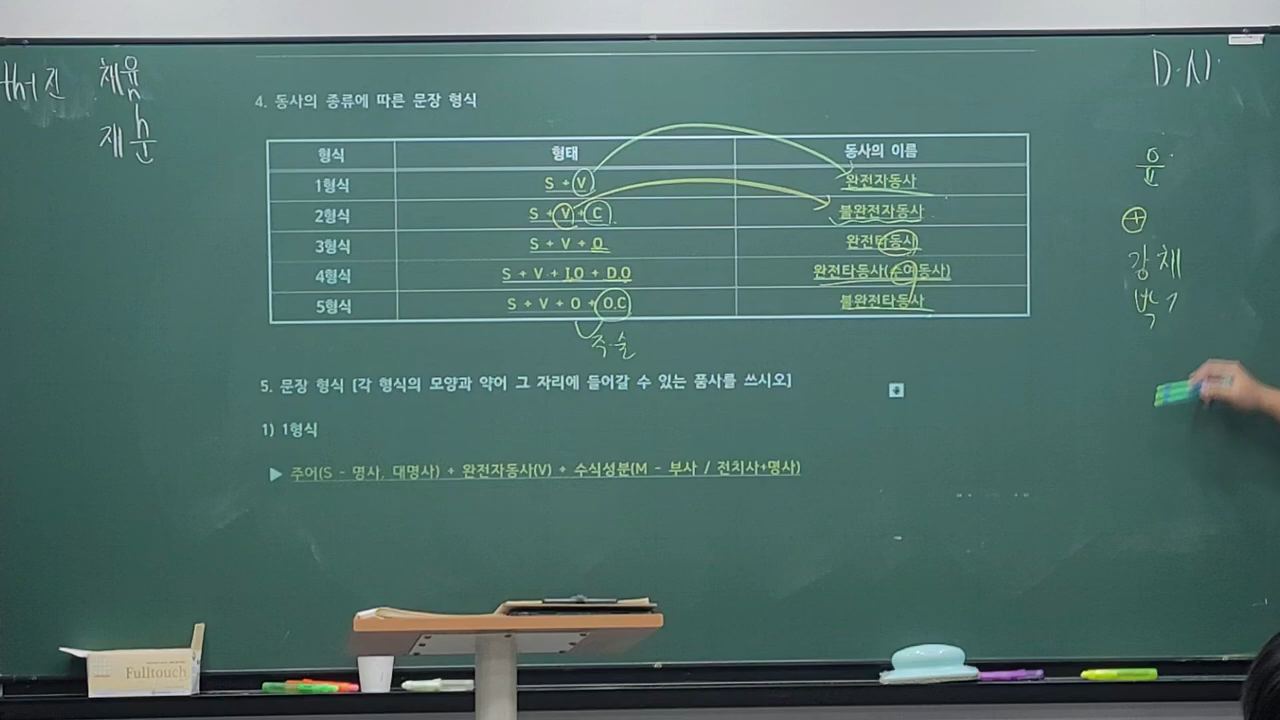 채윤
재훈
D·시
4. 동사의 종류에 따른 문장 형식
형식 형태 동사의 이름
1형식 S + V 완전자동사
2형식 S + V + C 불완전자동사
3형식 S + V + O 완전타동사
4형식 S + V + I.O + D.O 완전타동사(수여동사)
5형식 S + V + O + O.C 불완전타동사
주·술
윤
+
강채
5. 문장 형식 [각 형식의 모양과 약어 그 자리에 들어갈 수 있는 품사를 쓰시오]
1) 1형식
▶ 주어(S - 명사, 대명사) + 완전자동사(V) + 수식성분(M - 부사 / 전치사+명사)
Fulltouch